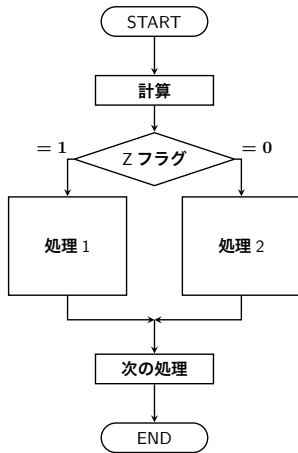 START
計算
Z フラグ
= 1
= 0
処理 1
処理 2
次の処理
END